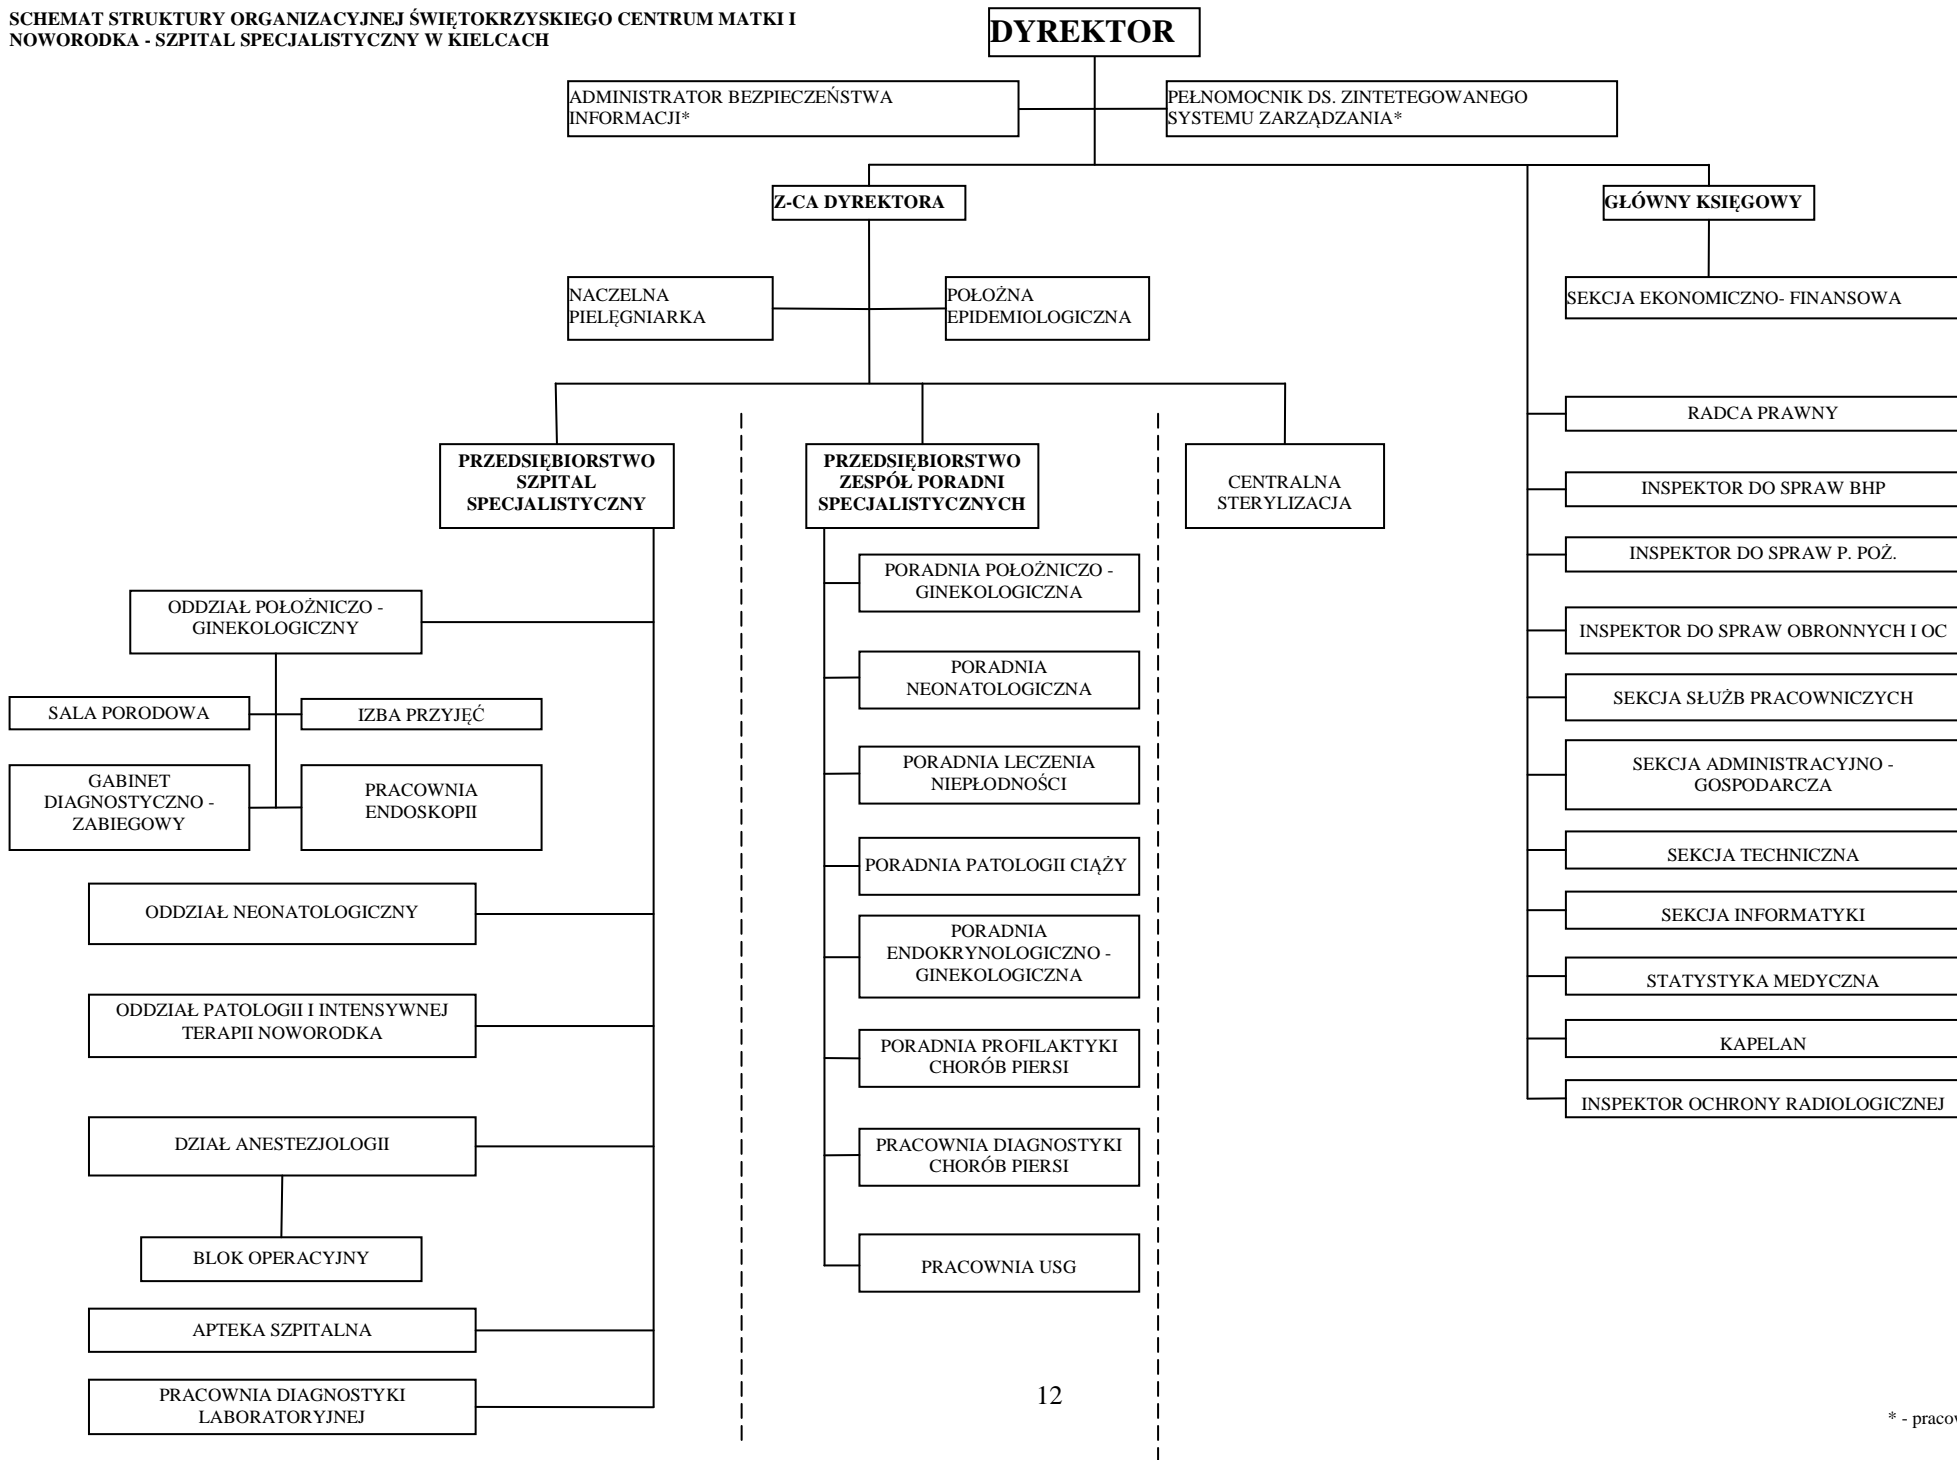 SCHEMAT STRUKTURY ORGANIZACYJNEJ ŚWIĘTOKRZYSKIEGO CENTRUM MATKI I
NOWORODKA - SZPITAL SPECJALISTYCZNY W KIELCACH
DYREKTOR
ADMINISTRATOR BEZPIECZEŃSTWA
INFORMACJI*
PEŁNOMOCNIK DS. ZINTETEGOWANEGO
SYSTEMU ZARZĄDZANIA*
Z-CA DYREKTORA
GŁÓWNY KSIĘGOWY
NACZELNA
PIELĘGNIARKA
POŁOŻNA
EPIDEMIOLOGICZNA
SEKCJA EKONOMICZNO- FINANSOWA
PRZEDSIĘBIORSTWO
SZPITAL
SPECJALISTYCZNY
ODDZIAŁ POŁOŻNICZO -
GINEKOLOGICZNY
SALA PORODOWA
IZBA PRZYJĘĆ
GABINET
DIAGNOSTYCZNO -
ZABIEGOWY
PRACOWNIA
ENDOSKOPII
ODDZIAŁ NEONATOLOGICZNY
ODDZIAŁ PATOLOGII I INTENSYWNEJ
TERAPII NOWORODKA
DZIAŁ ANESTEZJOLOGII
BLOK OPERACYJNY
APTEKA SZPITALNA
PRACOWNIA DIAGNOSTYKI
LABORATORYJNEJ
PRZEDSIĘBIORSTWO
ZESPÓŁ PORADNI
SPECJALISTYCZNYCH
PORADNIA POŁOŻNICZO -
GINEKOLOGICZNA
PORADNIA
NEONATOLOGICZNA
PORADNIA LECZENIA
NIEPŁODNOŚCI
PORADNIA PATOLOGII CIĄŻY
PORADNIA
ENDOKRYNOLOGICZNO -
GINEKOLOGICZNA
PORADNIA PROFILAKTYKI
CHORÓB PIERSI
PRACOWNIA DIAGNOSTYKI
CHORÓB PIERSI
PRACOWNIA USG
CENTRALNA
STERYLIZACJA
RADCA PRAWNY
INSPEKTOR DO SPRAW BHP
INSPEKTOR DO SPRAW P. POŻ.
INSPEKTOR DO SPRAW OBRONNYCH I OC
SEKCJA SŁUŻB PRACOWNICZYCH
SEKCJA ADMINISTRACYJNO -
GOSPODARCZA
SEKCJA TECHNICZNA
SEKCJA INFORMATYKI
STATYSTYKA MEDYCZNA
KAPELAN
INSPEKTOR OCHRONY RADIOLOGICZNEJ
12
* -